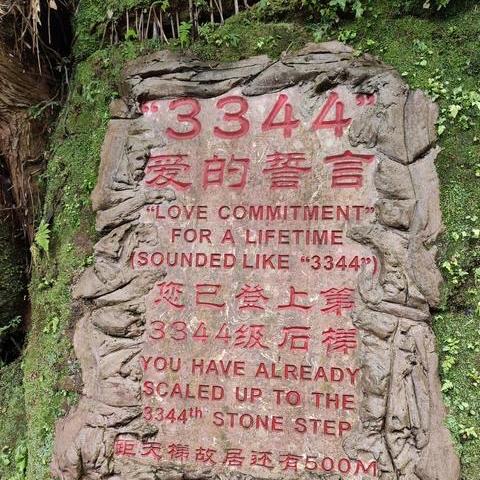 “3344”
爱的誓言
“LOVE COMMITMENT”
FOR A LIFETIME
(SOUNDED LIKE “3344”)
您已登上第
3344级石梯
YOU HAVE ALREADY
SCALED UP TO THE
3344th STONE STEP
距天梯故居还有500M